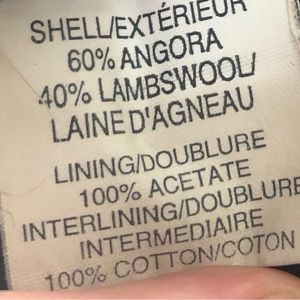 SHELL/EXTÉRIEUR
60% ANGORA
40% LAMBSWOOL/
LAINE D'AGNEAU
LINING/DOUBLURE
100% ACETATE
INTERLINING/DOUBLURE
INTERMEDIAIRE
100% COTTON/COTON